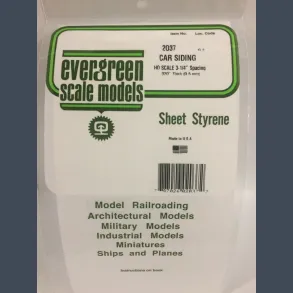 2037
CAR SIDING
HO SCALE 3-1/4" Spacing
evergreen
scale models
Sheet Styrene
Made in U.S.A.
Model Railroading
Architectural Models
Military Models
Industrial Models
Miniatures
Ships and Planes